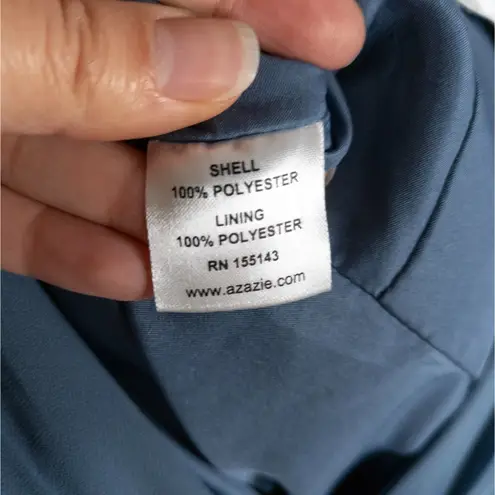 SHELL
100% POLYESTER
LINING
100% POLYESTER
RN 155143
www.azazie.com